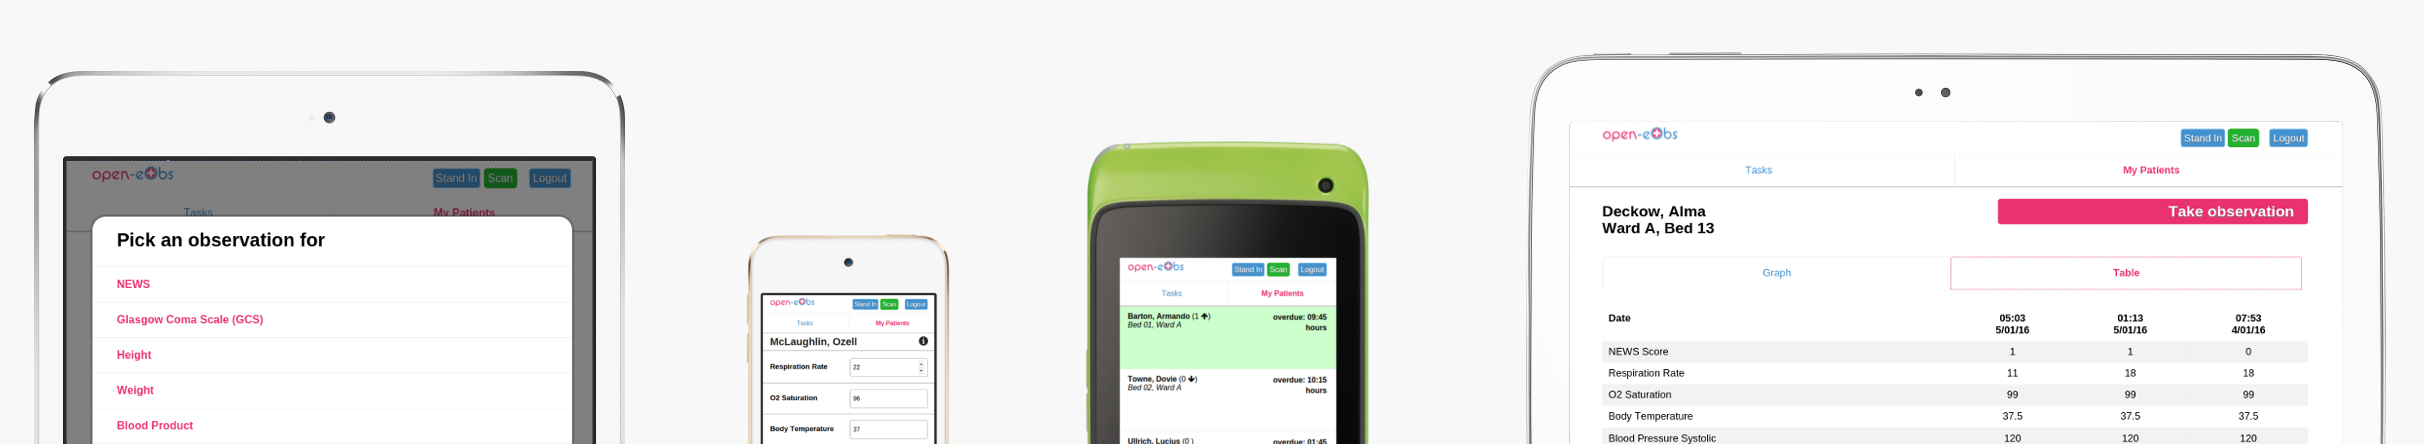 open-eObs
Stand In Scan Logout
Tasks My Patients
Pick an observation for
NEWS
Glasgow Coma Scale (GCS)
Height
Weight
Blood Product
open-eObs
Stand In Scan Logout
Tasks My Patients
McLaughlin, Ozell
Respiration Rate 22
O2 Saturation 96
Body Temperature 37
open-eObs
Stand In Scan Logout
Tasks My Patients
Barton, Armando (1 ↑) overdue: 09:45
Bed 01, Ward A hours
Towne, Dovie (0 ↓) overdue: 10:15
Bed 02, Ward A hours
Ullrich, Lucius (0 ) overdue: 01:45
open-eObs
Stand In Scan Logout
Tasks My Patients
Deckow, Alma Take observation
Ward A, Bed 13
Graph Table
Date 05:03 01:13 07:53
5/01/16 5/01/16 4/01/16
NEWS Score 1 1 0
Respiration Rate 11 18 18
O2 Saturation 99 99 99
Body Temperature 37.5 37.5 37.5
Blood Pressure Systolic 120 120 120